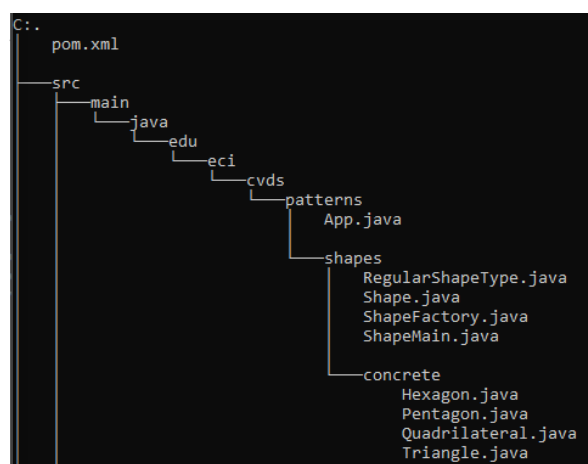 C:.
pom.xml
src
main
java
edu
eci
cvds
patterns
App.java
shapes
RegularShapeType.java
Shape.java
ShapeFactory.java
ShapeMain.java
concrete
Hexagon.java
Pentagon.java
Quadrilateral.java
Triangle.java